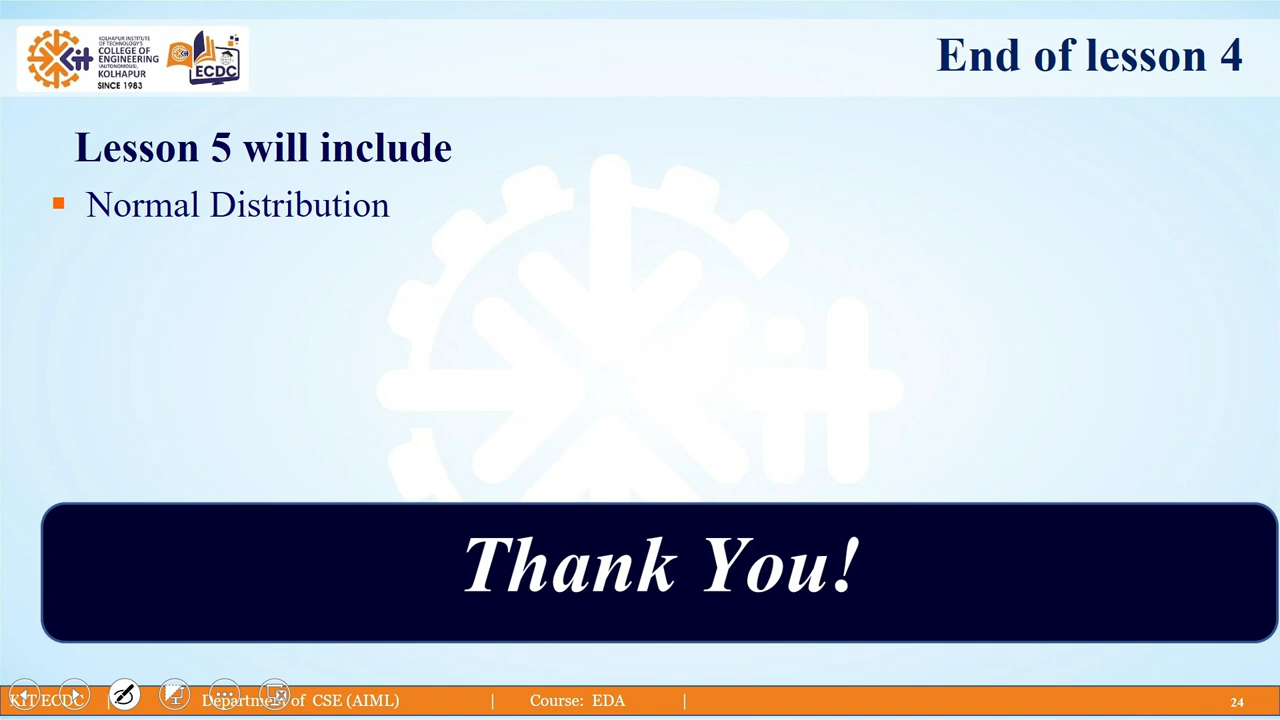 KOLHAPUR INSTITUTE
OF TECHNOLOGY'S
COLLEGE OF
ENGINEERING
(AUTONOMOUS),
KOLHAPUR
SINCE 1983
Kit
ECDC
End of lesson 4
Lesson 5 will include
▪ Normal Distribution
Thank You!
KIT ECDC | Department of CSE (AIML) | Course: EDA | 24